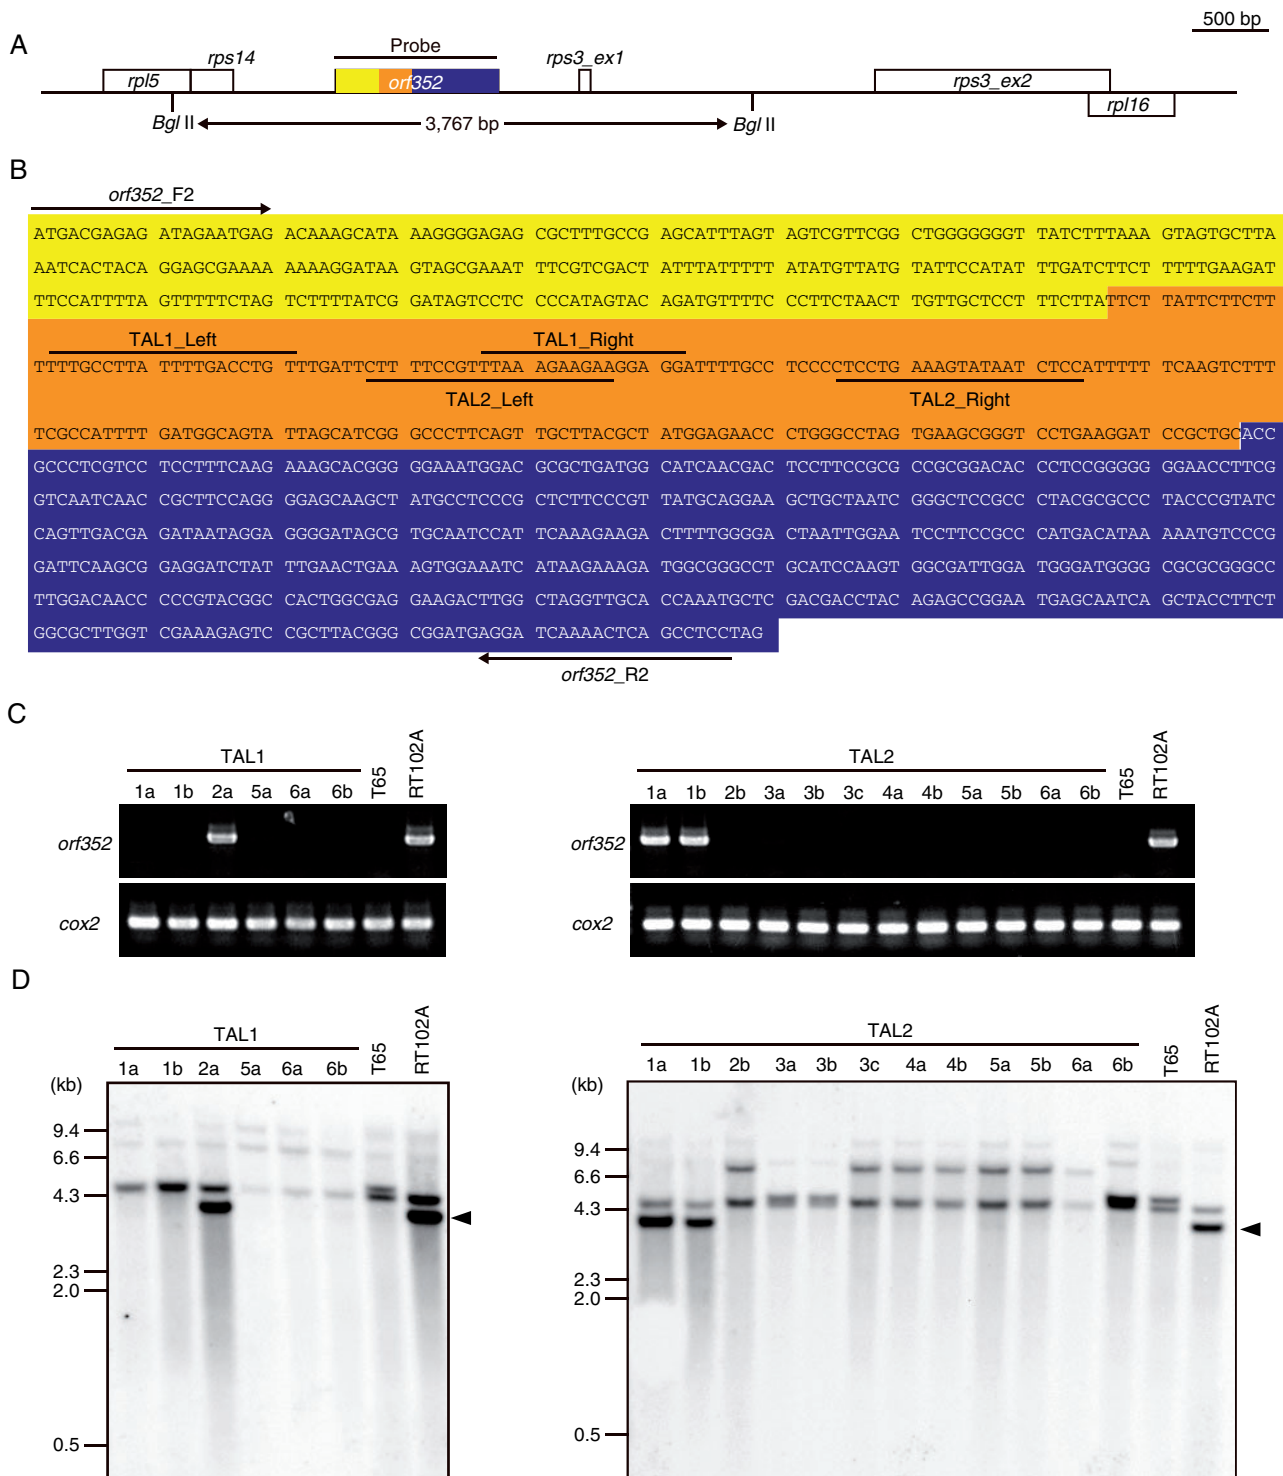 500 bp
A
Probe
rps14
rps3_ex1
rpl5
orf352
rps3_ex2
rpl16
Bgl II
3,767 bp
Bgl II
B
orf352_F2
ATGACGAGAG ATAGAATGAG ACAAAGCATA AAGGGGAGAG CGCTTTGCCG AGCATTTAGT AGTCGTTCGG CTGGGGGGGT TATCTTTAAA GTAGTGCTTA
AATCACTACA GGAGCGAAAA AAAAGGATAA GTAGCGAAAT TTCGTCGACT ATTTATTTTT ATATGTTATG TATTCCATAT TTGATCTTCT TTTTGAAGAT
TTCCATTTTA GTTTTTCTAG TCTTTTATCG GATAGTCCTC CCCATAGTAC AGATGTTTTC CCTTCTAACT TGTTGCTCCT TTCTTATTCT TATTCTTCTT
TAL1_Left
TAL1_Right
TTTTGCCTTA TTTTGACCTG TTTGATTCTT TTCCGTTTAA AGAAGAAGGA GGATTTTGCC TCCCCTCCTG AAAGTATAAT CTCCATTTTT TCAAGTCTTT
TAL2_Left
TAL2_Right
TCGCCATTTT GATGGCAGTA TTAGCATCGG GCCCTTCAGT TGCTTACGCT ATGGAGAACC CTGGGCCTAG TGAAGCGGGT CCTGAAGGAT CCGCTGCACC
GCCCTCGTCC TCCTTTCAAG AAAGCACGGG GGAAATGGAC GCGCTGATGG CATCAACGAC TCCTTCCGCG CCGCGGACAC CCTCCGGGGG GGAACCTTCG
GTCAATCAAC CGCTTCCAGG GGAGCAAGCT ATGCCTCCCG CTCTTCCCGT TATGCAGGAA GCTGCTAATC GGGCTCCGCC CTACGCGCCC TACCCGTATC
CAGTTGACGA GATAATAGGA GGGGATAGCG TGCAATCCAT TCAAAGAAGA CTTTTGGGGA CTAATTGGAA TCCTTCCGCC CATGACATAA AAATGTCCCG
GATTCAAGCG GAGGATCTAT TTGAACTGAA AGTGGAAATC ATAAGAAAGA TGGCGGGCCT GCATCCAAGT GGCGATTGGA TGGGATGGGG CGCGCGGGCC
TTGGACAACC CCCGTACGGC CACTGGCGAG GAAGACTTGG CTAGGTTGCA CCAAATGCTC GACGACCTAC AGAGCCGGAA TGAGCAATCA GCTACCTTCT
GGCGCTTGGT CGAAAGAGTC CGCTTACGGG CGGATGAGGA TCAAAACTCA GCCTCCTAG
orf352_R2
C
TAL1
1a 1b 2a 5a 6a 6b T65 RT102A
orf352
cox2
TAL2
1a 1b 2b 3a 3b 3c 4a 4b 5a 5b 6a 6b T65 RT102A
orf352
cox2
D
TAL1
1a 1b 2a 5a 6a 6b T65 RT102A
(kb)
9.4
6.6
4.3
2.3
2.0
0.5
TAL2
1a 1b 2b 3a 3b 3c 4a 4b 5a 5b 6a 6b T65 RT102A
(kb)
9.4
6.6
4.3
2.3
2.0
0.5